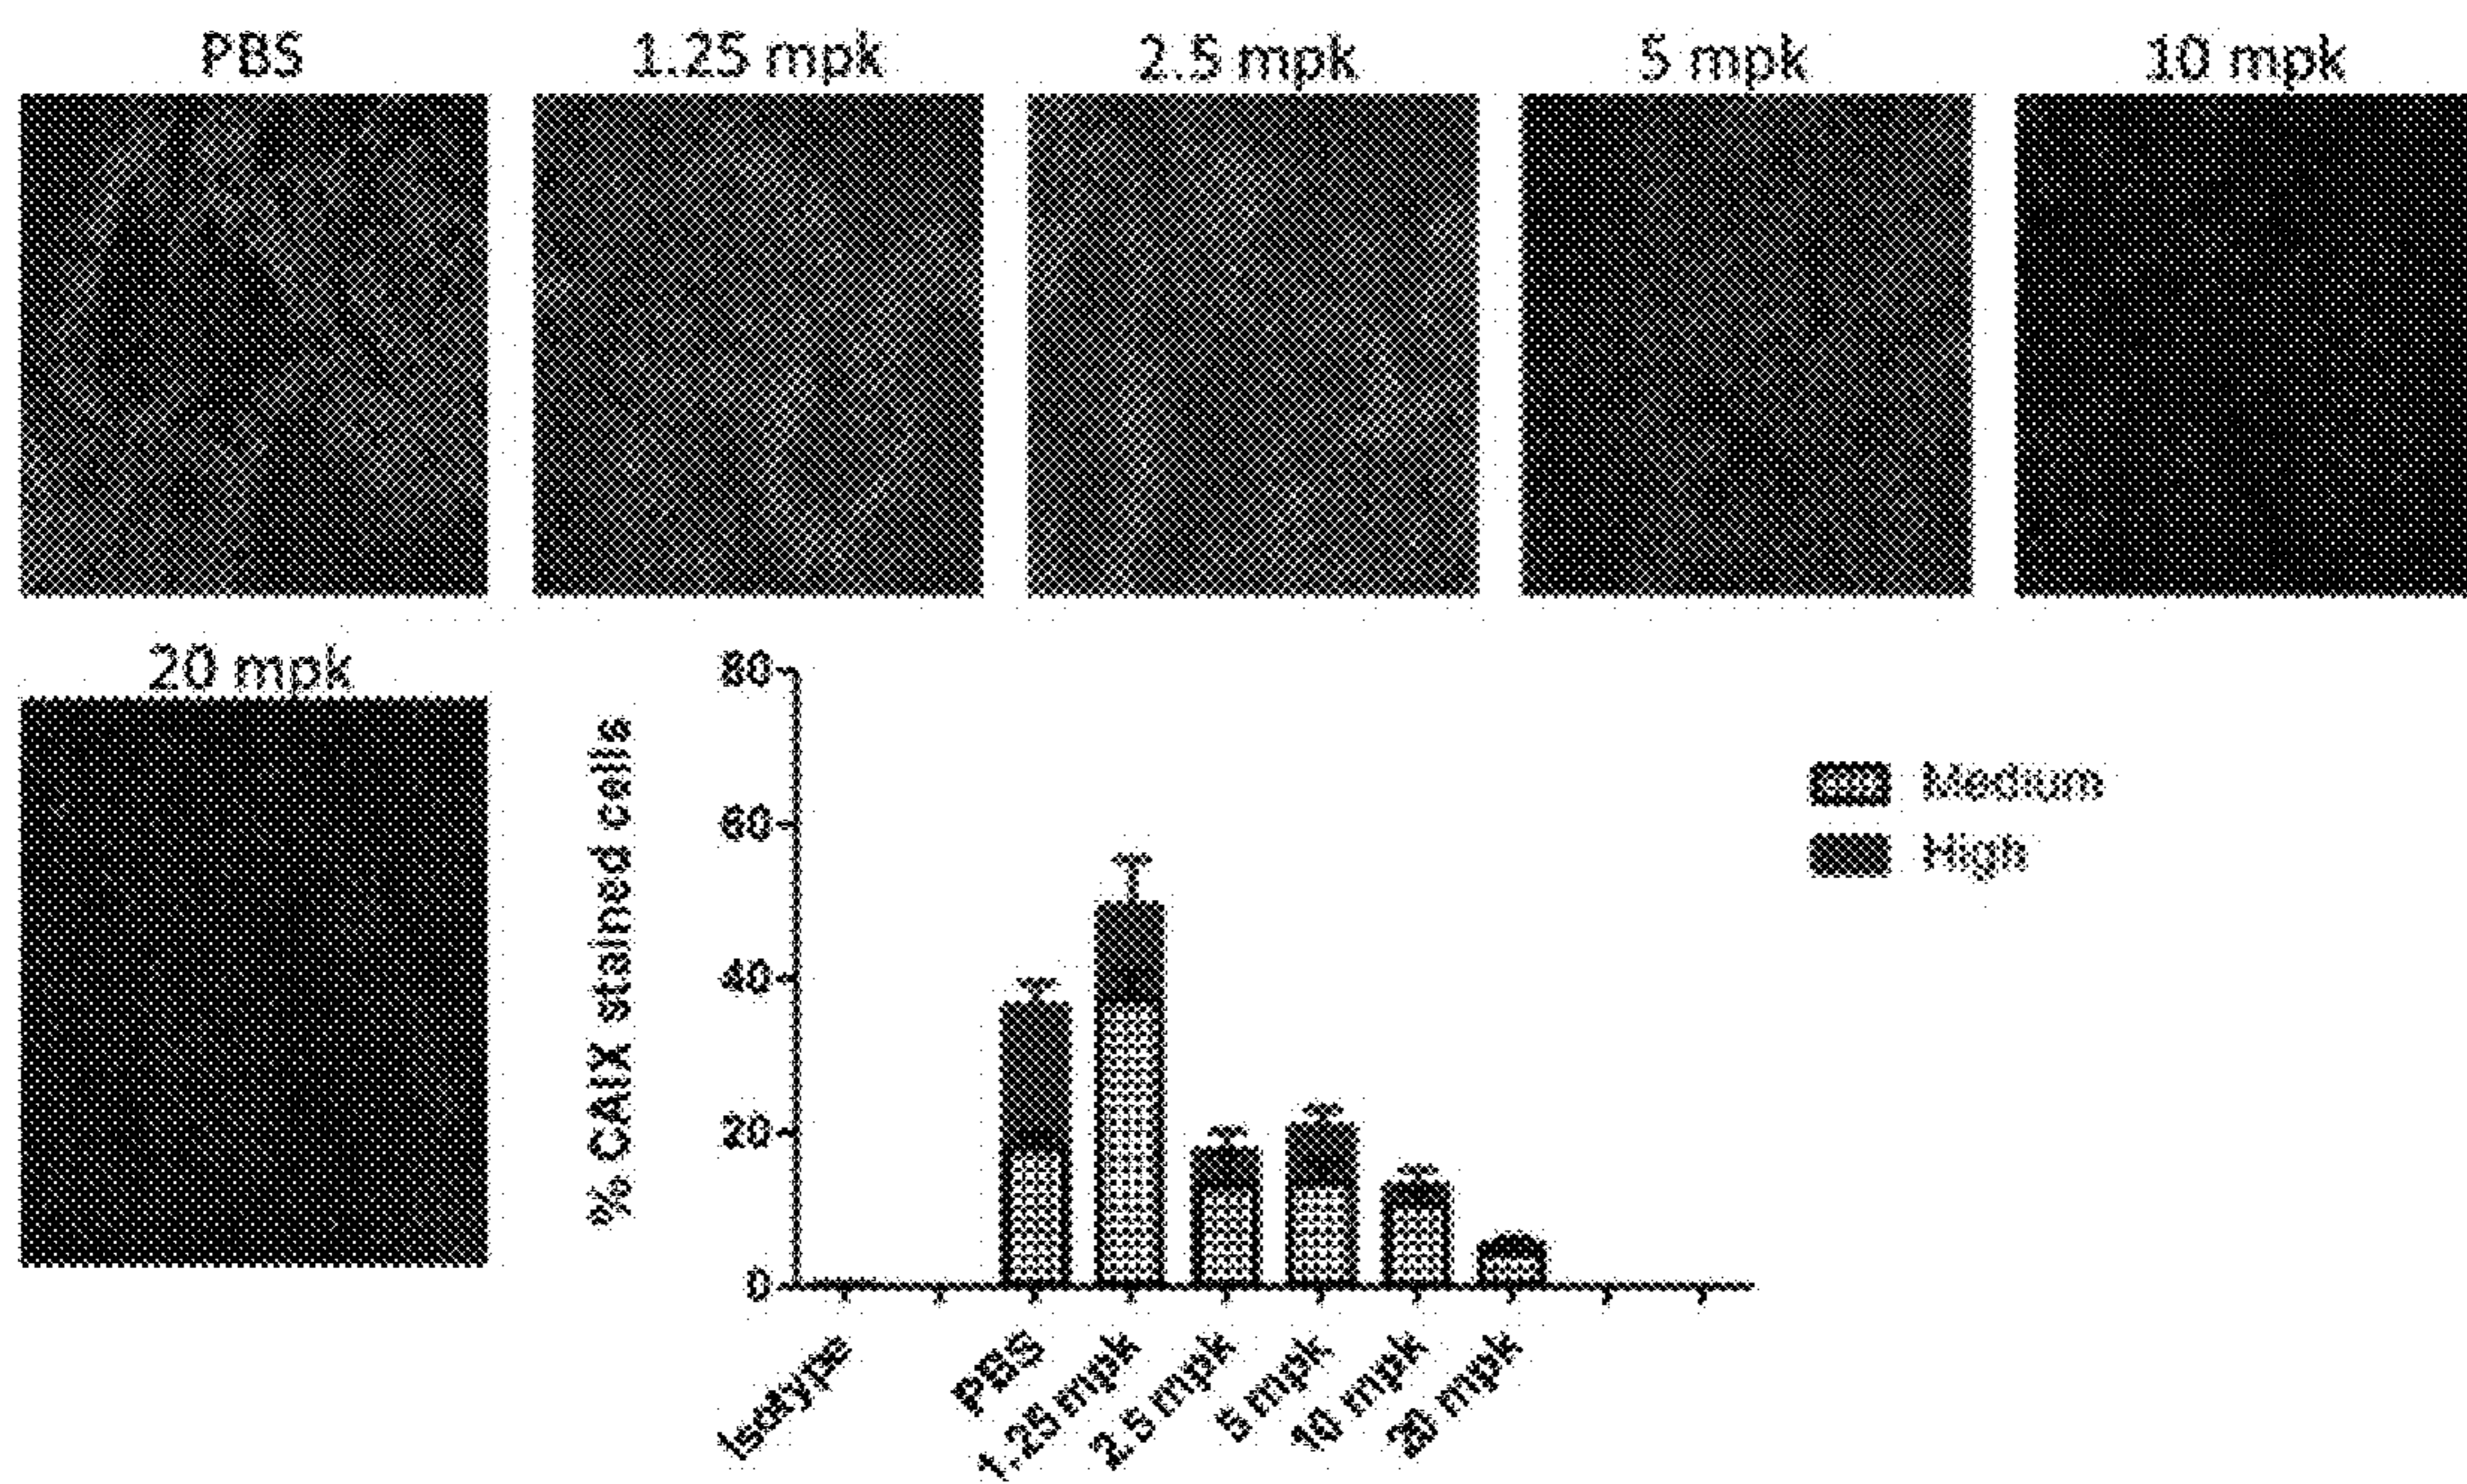 PBS
1.25 mpk
2.5 mpk
5 mpk
10 mpk
20 mpk
% CAIX stained cells
80
60
40
20
0
Medium
High
Isotype
PBS
1.25 mpk
2.5 mpk
5 mpk
10 mpk
20 mpk